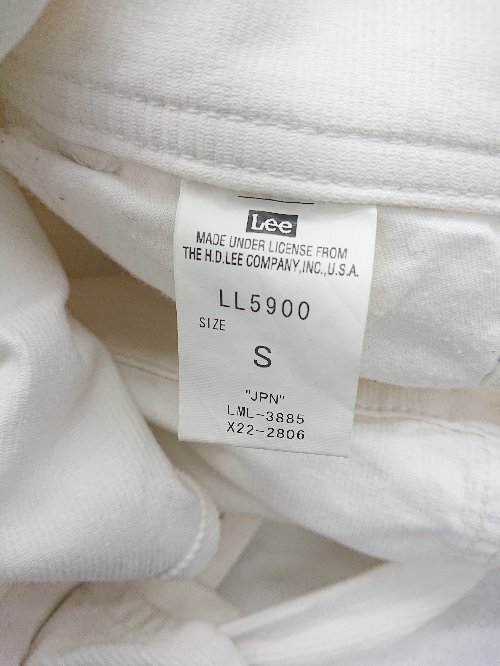 Lee
MADE UNDER LICENSE FROM
THE H.D.LEE COMPANY,INC.,U.S.A.
LL5900
SIZE
S
"JPN"
LML-3885
X22-2806